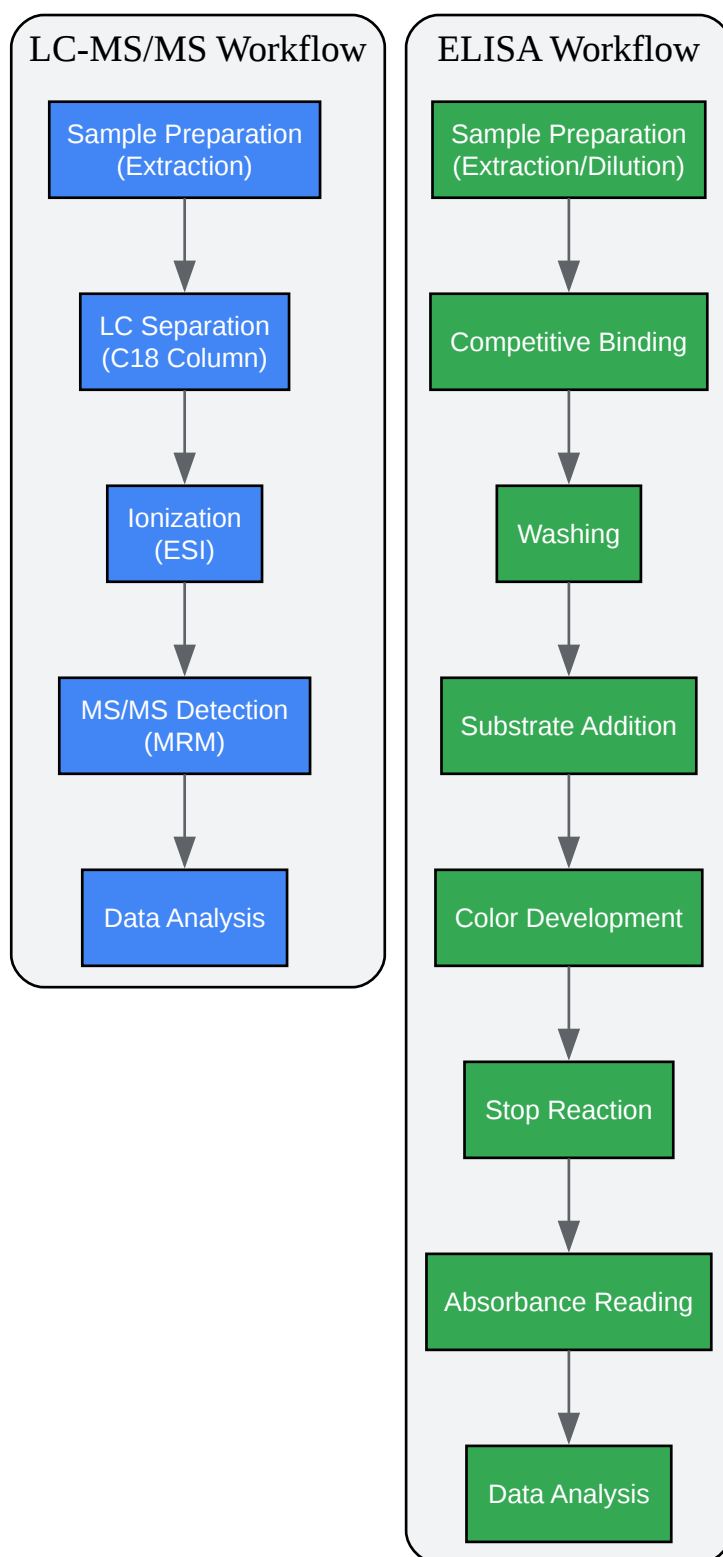 LC-MS/MS Workflow
Sample Preparation
(Extraction)
LC Separation
(C18 Column)
Ionization
(ESI)
MS/MS Detection
(MRM)
Data Analysis
ELISA Workflow
Sample Preparation
(Extraction/Dilution)
Competitive Binding
Washing
Substrate Addition
Color Development
Stop Reaction
Absorbance Reading
Data Analysis